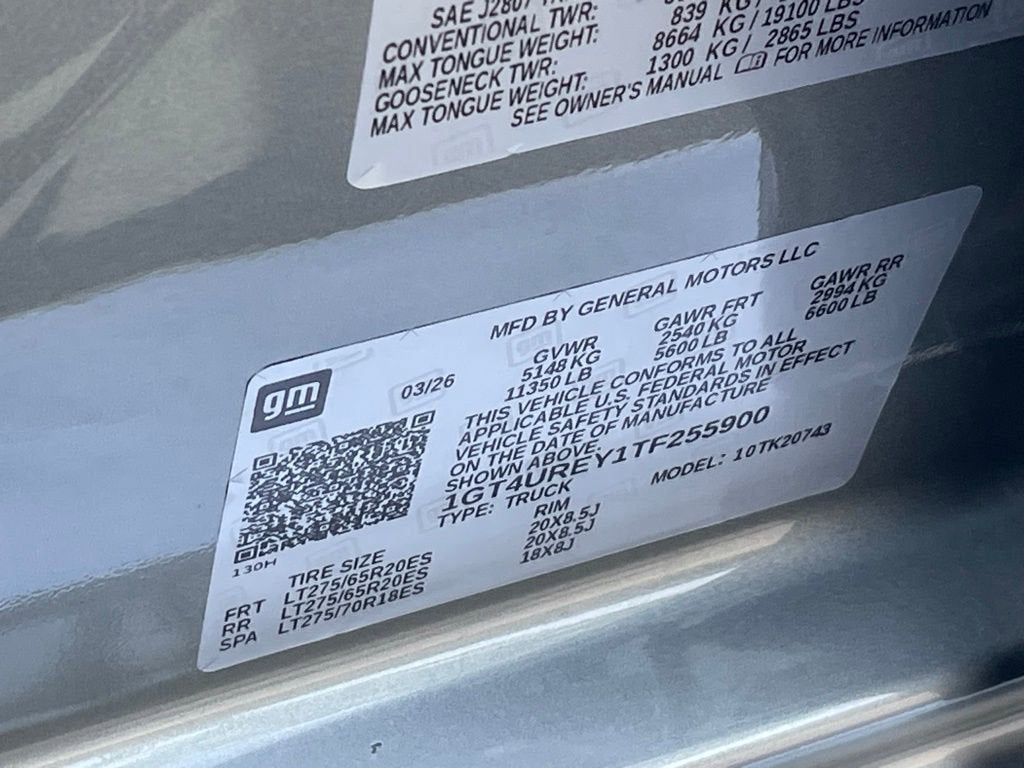 SAE J2807
CONVENTIONAL TWR:
MAX TONGUE WEIGHT: 839 KG/
GOOSENECK TWR: 8664 KG/19100 LBS
MAX TONGUE WEIGHT: 1300 KG/ 2865 LBS
SEE OWNER'S MANUAL FOR MORE INFORMATION
gm
03/26
MFD BY GENERAL MOTORS LLC
GVWR GAWR FRT GAWR RR
5148 KG 2540 KG 2994 KG
11350 LB 5600 LB 6600 LB
THIS VEHICLE CONFORMS TO ALL
APPLICABLE U.S. FEDERAL MOTOR
VEHICLE SAFETY STANDARDS IN EFFECT
ON THE DATE OF MANUFACTURE
SHOWN ABOVE.
1GT4UREY1TF255900
TYPE: TRUCK MODEL: 10TK20743
130H
TIRE SIZE RIM
FRT LT275/65R20ES 20X8.5J
RR LT275/65R20ES 20X8.5J
SPA LT275/70R18ES 18X8J